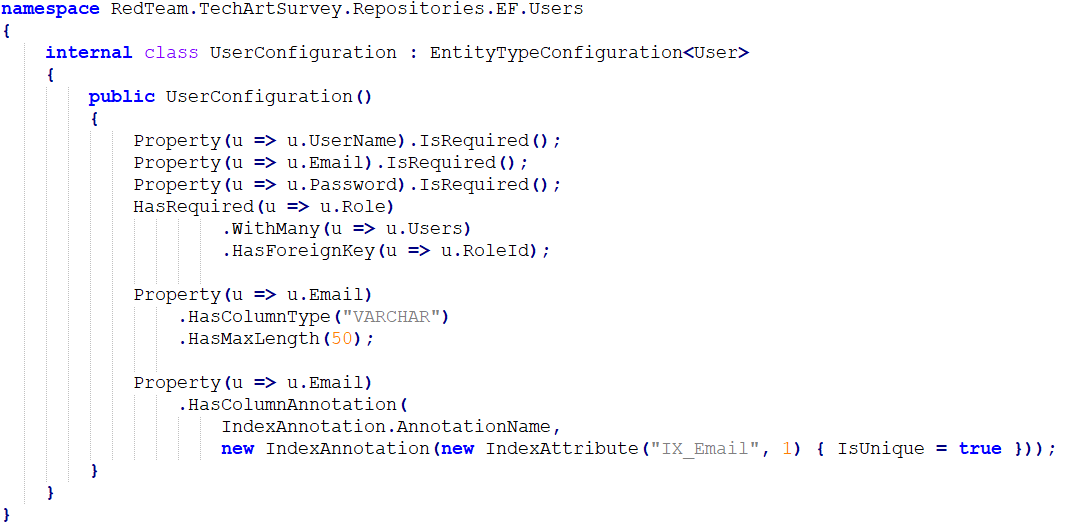 namespace RedTeam.TechArtSurvey.Repositories.EF.Users
{
    internal class UserConfiguration : EntityTypeConfiguration<User>
    {
        public UserConfiguration()
        {
            Property(u => u.UserName).IsRequired();
            Property(u => u.Email).IsRequired();
            Property(u => u.Password).IsRequired();
            HasRequired(u => u.Role)
                    .WithMany(u => u.Users)
                    .HasForeignKey(u => u.RoleId);

            Property(u => u.Email)
                .HasColumnType("VARCHAR")
                .HasMaxLength(50);

            Property(u => u.Email)
                .HasColumnAnnotation(
                    IndexAnnotation.AnnotationName,
                    new IndexAnnotation(new IndexAttribute("IX_Email", 1) { IsUnique = true }));
        }
    }
}